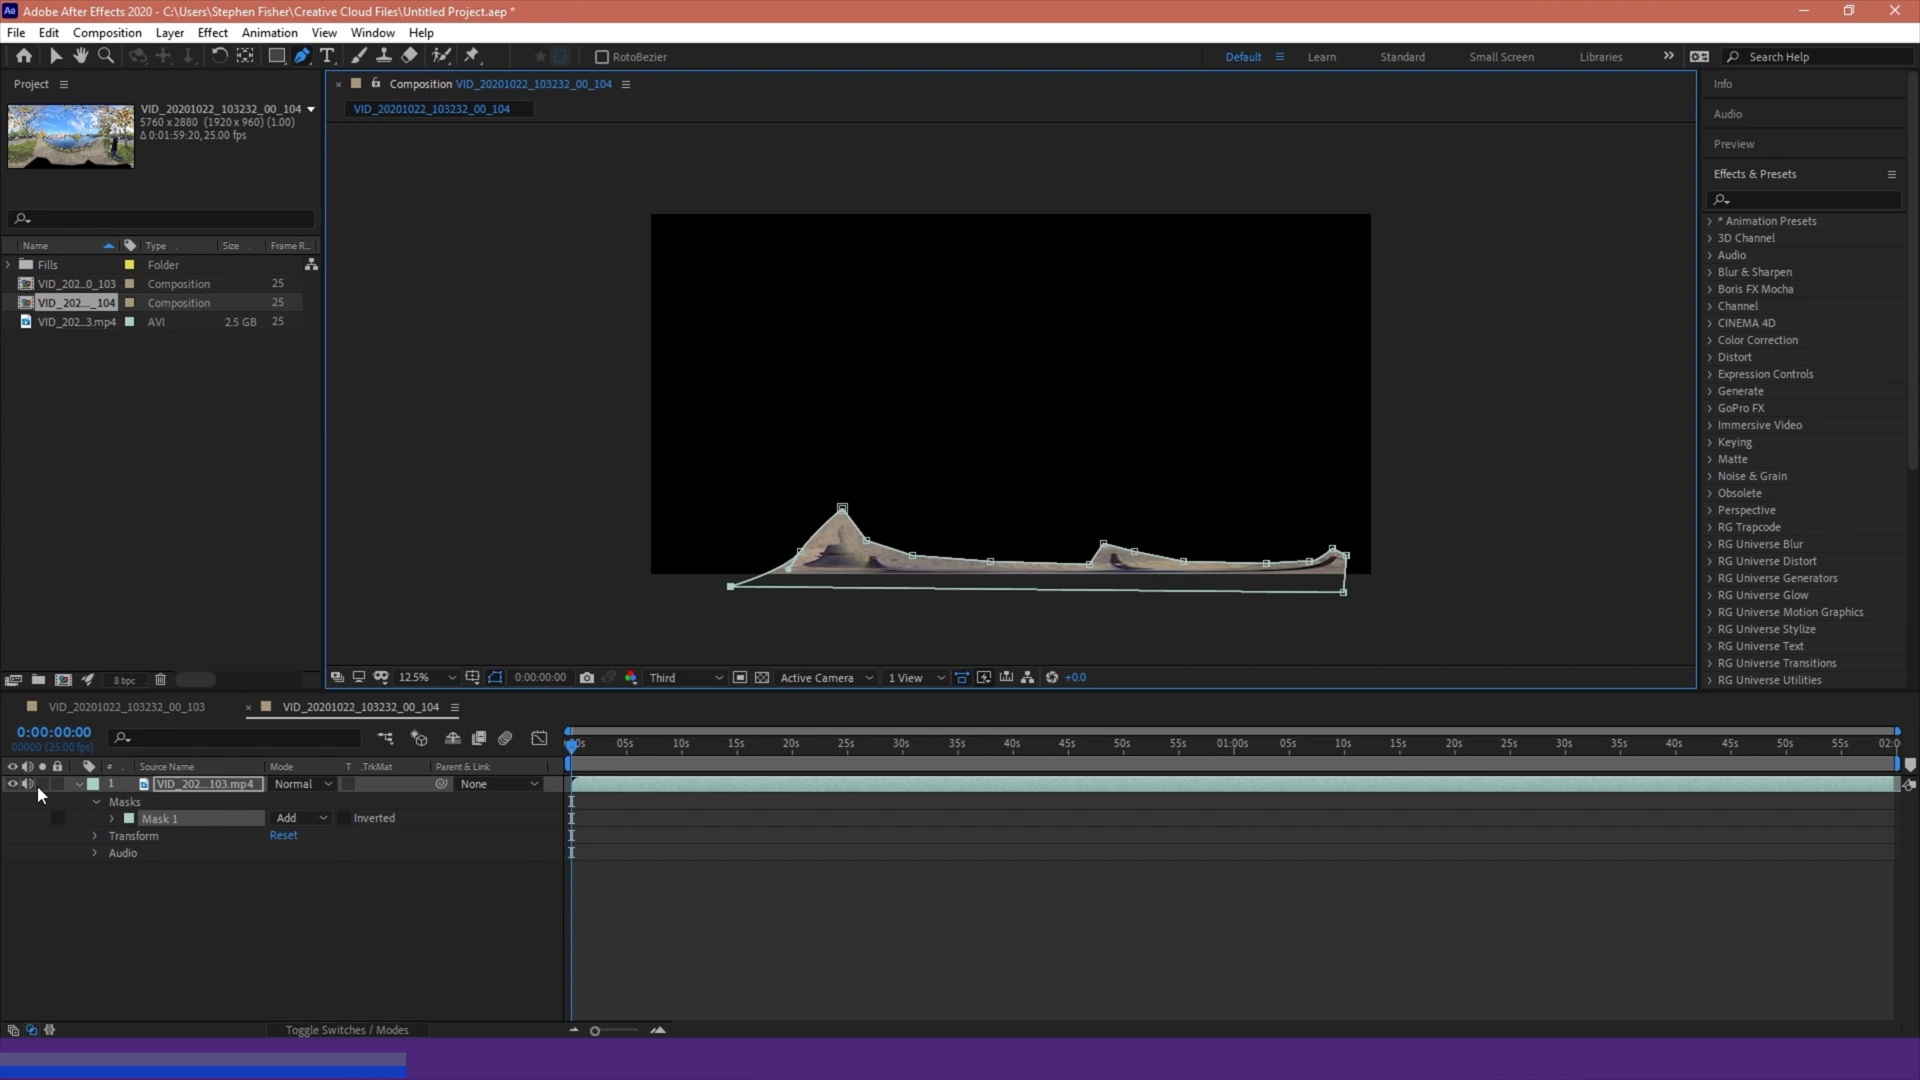 Ae Adobe After Effects 2020 - C:\Users\Stephen Fisher\Creative Cloud Files\Untitled Project.aep *
File Edit Composition Layer Effect Animation View Window Help
T RotoBezier Default Learn Standard Small Screen Libraries Search Help
Project
VID_20201022_103232_00_104
5760 x 2880 (1920 x 960) (1.00)
Δ 0:01:59:20, 25.00 fps
Name Type Size Frame R...
Fills Folder
VID_202...0_103 Composition 25
VID_202..._104 Composition 25
VID_202...3.mp4 AVI 2.5 GB 25
8 bpc
Composition VID_20201022_103232_00_104
VID_20201022_103232_00_104
12.5% 0:00:00:00 Third Active Camera 1 View +0.0
Info
Audio
Preview
Effects & Presets
* Animation Presets
3D Channel
Audio
Blur & Sharpen
Boris FX Mocha
Channel
CINEMA 4D
Color Correction
Distort
Expression Controls
Generate
GoPro FX
Immersive Video
Keying
Matte
Noise & Grain
Obsolete
Perspective
RG Trapcode
RG Universe Blur
RG Universe Distort
RG Universe Generators
RG Universe Glow
RG Universe Motion Graphics
RG Universe Stylize
RG Universe Text
RG Universe Transitions
RG Universe Utilities
VID_20201022_103232_00_103 VID_20201022_103232_00_104
0:00:00:00
00000 (25.00 fps)
05s 10s 15s 20s 25s 30s 35s 40s 45s 50s 55s 01:00s 05s 10s 15s 20s 25s 30s 35s 40s 45s 50s 55s 02:0
# Source Name Mode T .TrkMat Parent & Link
1 VID_202...103.mp4 Normal None
Masks
Mask 1 Add Inverted
Transform Reset
Audio
Toggle Switches / Modes